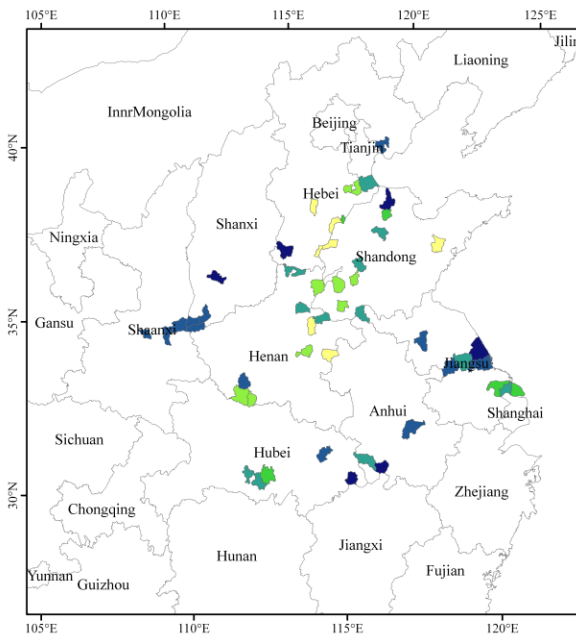 105°E 110°E 115°E 120°E 125°E
Jilin
Liaoning
InnrMongolia
Beijing
40°N
Tianjin
Hebei
Shanxi
Ningxia
Shandong
35°N
Gansu
Shaanxi
Henan
Jiangsu
Anhui
Shanghai
Sichuan
Hubei
30°N
Zhejiang
Chongqing
Hunan
Jiangxi
Yunnan
Guizhou
Fujian
105°E 110°E 115°E 120°E